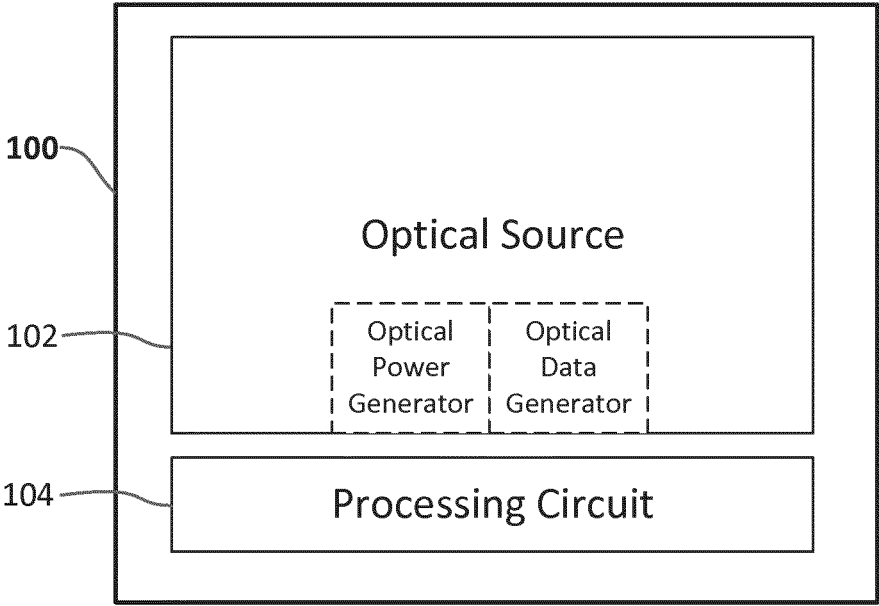 100
Optical Source
102
Optical
Power
Generator
Optical
Data
Generator
104
Processing Circuit